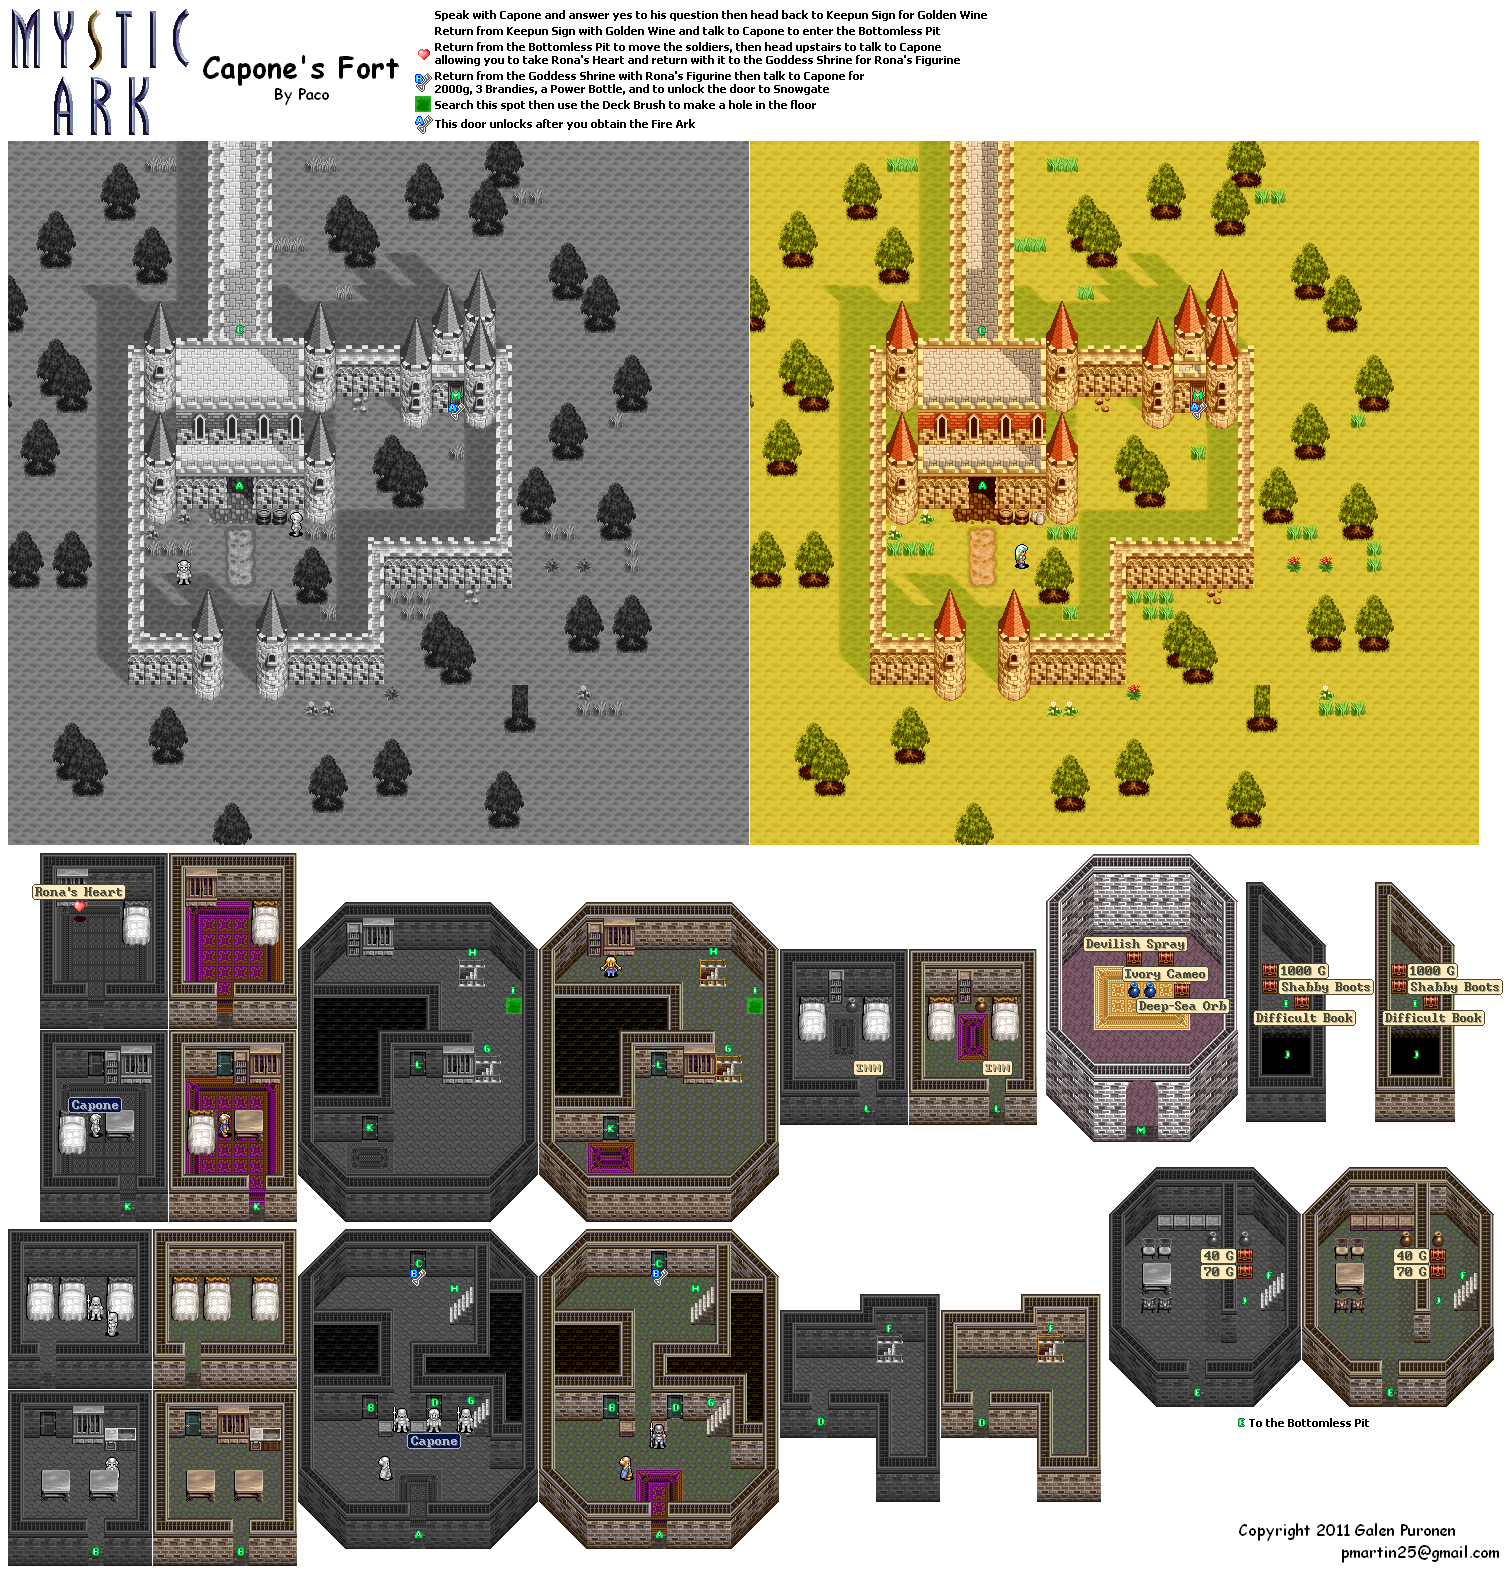 MYSTIC
ARK
Capone's Fort
By Paco
Speak with Capone and answer yes to his question then head back to Keepun Sign for Golden Wine
Return from Keepun Sign with Golden Wine and talk to Capone to enter the Bottomless Pit
Return from the Bottomless Pit to move the soldiers, then head upstairs to talk to Capone
allowing you to take Rona's Heart and return with it to the Goddess Shrine for Rona's Figurine
B Return from the Goddess Shrine with Rona's Figurine then talk to Capone for
2000g, 3 Brandies, a Power Bottle, and to unlock the door to Snowgate
Search this spot then use the Deck Brush to make a hole in the floor
A This door unlocks after you obtain the Fire Ark
C C
M M
A A
A A
Rona's Heart
H H
I I
G G
L L
K K
Capone
K K
INN INN
L L
Devilish Spray
Ivory Cameo
Deep-Sea Orb
M
1000 G 1000 G
Shabby Boots Shabby Boots
I I
Difficult Book Difficult Book
J J
C C
B B
H H
B D G B D G
Capone
A A
B B
F F
D D
40 G 40 G
70 G 70 G
F F
J J
E E
E To the Bottomless Pit
Copyright 2011 Galen Puronen
pmartin25@gmail.com